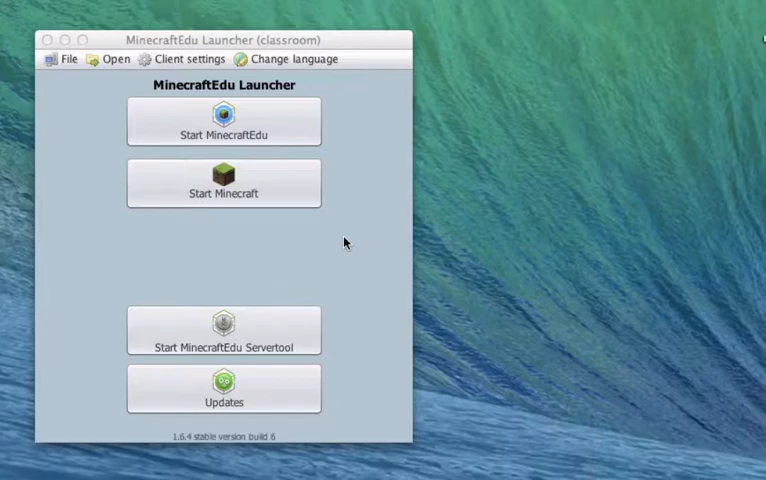 MinecraftEdu Launcher (classroom)
File Open Client settings Change language
MinecraftEdu Launcher
Start MinecraftEdu
Start Minecraft
Start MinecraftEdu Servertool
Updates
1.6.4 stable version build 6